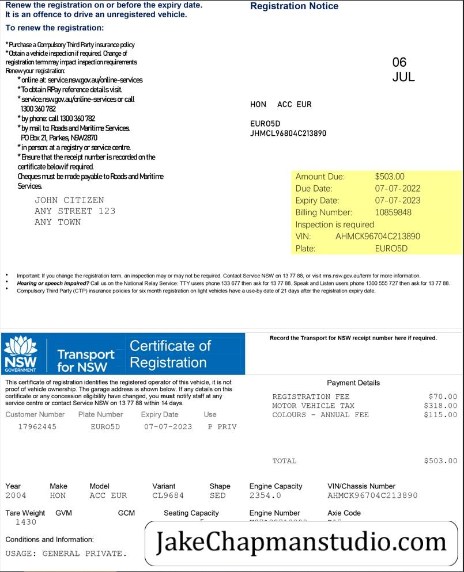 Renew the registration on or before the expiry date.
It is an offence to drive an unregistered vehicle.
To renew the registration:
*Purchase a Compulsory Third Party insurance policy
*Obtain a vehicle inspection if required. Change of
registration term may impact inspection requirements
Renew your registration:
*online at: service.nsw.gov.au/online-services
*To obtain BPay reference details visit
*service.nsw.gov.au/online-services or call
1300 360 782
*by phone: call 1300 360 782
*by mail to: Roads and Maritime Services.
PO Box 21, Parkes, NSW2870
*in person: at a registry or service centre.
*Ensure that the receipt number is recorded on the
certificate below if required.
Cheques must be made payable to Roads and Maritime
Services.
JOHN CITIZEN
ANY STREET 123
ANY TOWN
Registration Notice
06
JUL
HON ACC EUR
EURO5D
JHMCL96804C213890
Amount Due: $503.00
Due Date: 07-07-2022
Expiry Date: 07-07-2023
Billing Number: 10859848
Inspection is required
VIN: AHMCK96704C213890
Plate: EURO5D
* Important: If you change the registration term, an inspection may or may not be required. Contact Service NSW on 13 77 88, or visit rms.nsw.gov.au/term for more information.
* Hearing or speech impaired? Call us on the National Relay Service. TTY users phone 133 677 then ask for 13 77 88. Speak and Listen users phone 1300 555 727 then ask for 13 77 88.
* Compulsory Third Party (CTP) insurance policies for six month registration on light vehicles have a use-by date of 21 days after the registration expiry date.
NSW
GOVERNMENT
Transport
for NSW
Certificate of
Registration
Record the Transport for NSW receipt number here if required.
This certificate of registration identifies the registered operator of this vehicle, it is not
proof of vehicle ownership. The garage address is shown below. If any details on this
certificate or any concession eligibility have changed, you must notify staff at any
service centre or contact Service NSW on 13 77 88 within 14 days
Customer Number Plate Number Expiry Date Use
17962445 EURO5D 07-07-2023 P PRIV
Payment Details
REGISTRATION FEE $70.00
MOTOR VEHICLE TAX $318.00
COLOURS - ANNUAL FEE $115.00
TOTAL $503.00
Year Make Model Variant Shape Engine Capacity VIN/Chassis Number
2004 HON ACC EUR CL9684 SED 2354.0 AHMCK96704C213890
Tare Weight GVM GCM Seating Capacity Engine Number Axle Code
1430
Conditions and Information:
USAGE: GENERAL PRIVATE.
JakeChapmanstudio.com